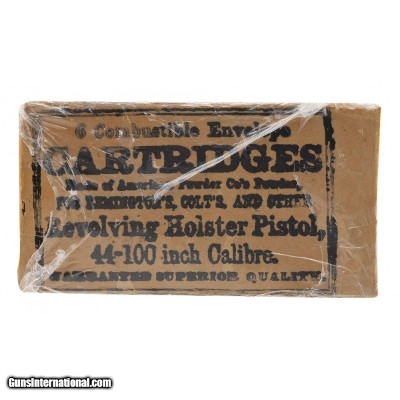 6 Combustible Envelope
CARTRIDGES
Made of American Powder Co's Powder,
FOR REMINGTON'S, COLT'S, AND OTHER
Revolving Holster Pistol,
44-100 inch Calibre.
WARRANTED SUPERIOR QUALITY.
GunsInternational.com